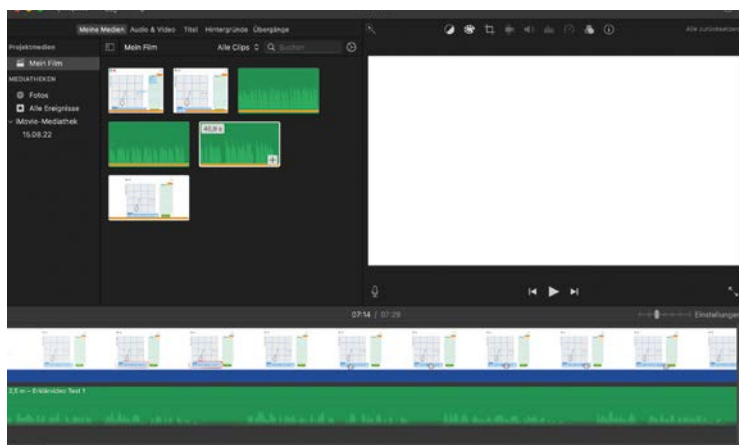 Meine Medien Audio & Video Titel Hintergründe Übergänge
Alle zurücksetzen
Projektmedien
Mein Film
Alle Clips
Suchen
Mein Film
MEDIATHEKEN
Fotos
Alle Ereignisse
iMovie-Mediathek
15.08.22
40,9 s
07:14 / 07:29
Einstellungen
2,5 m – Erklärvideo Test 1